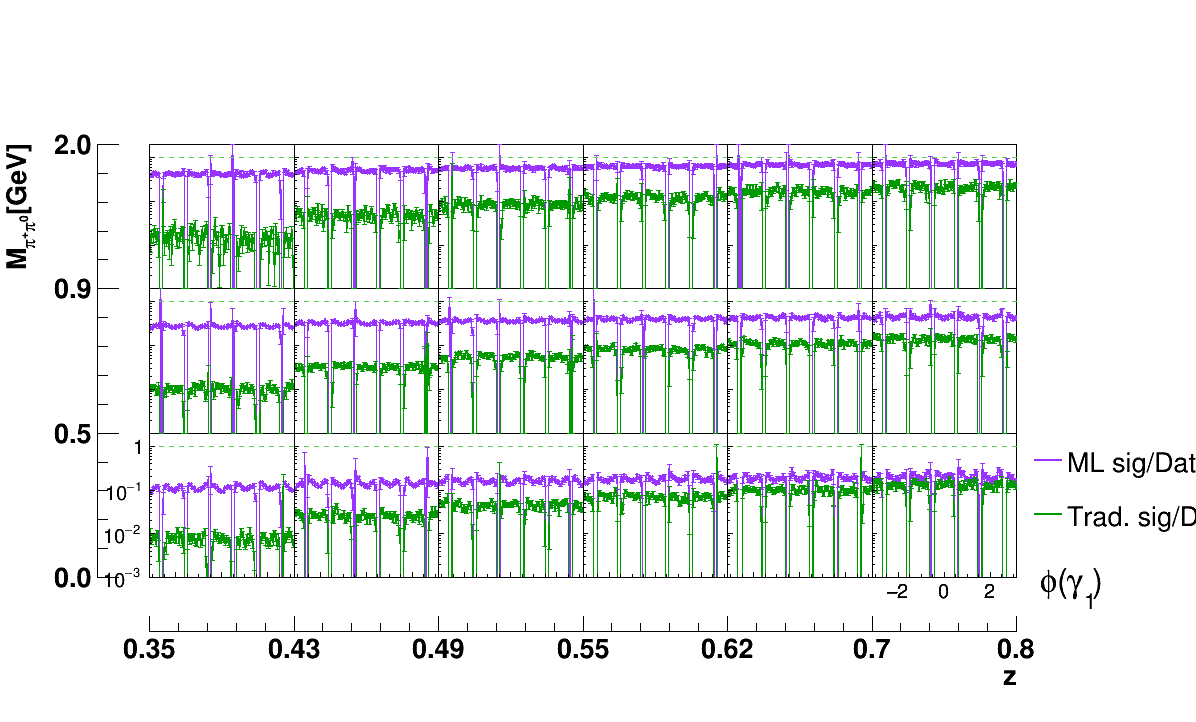 2.0
M_{π⁺π⁰}[GeV]
0.9
0.5
1
10⁻¹
10⁻²
0.0
10⁻³
ML sig/Dat
Trad. sig/D
−2 0 2
ϕ(γ₁)
0.35 0.43 0.49 0.55 0.62 0.7 0.8
z